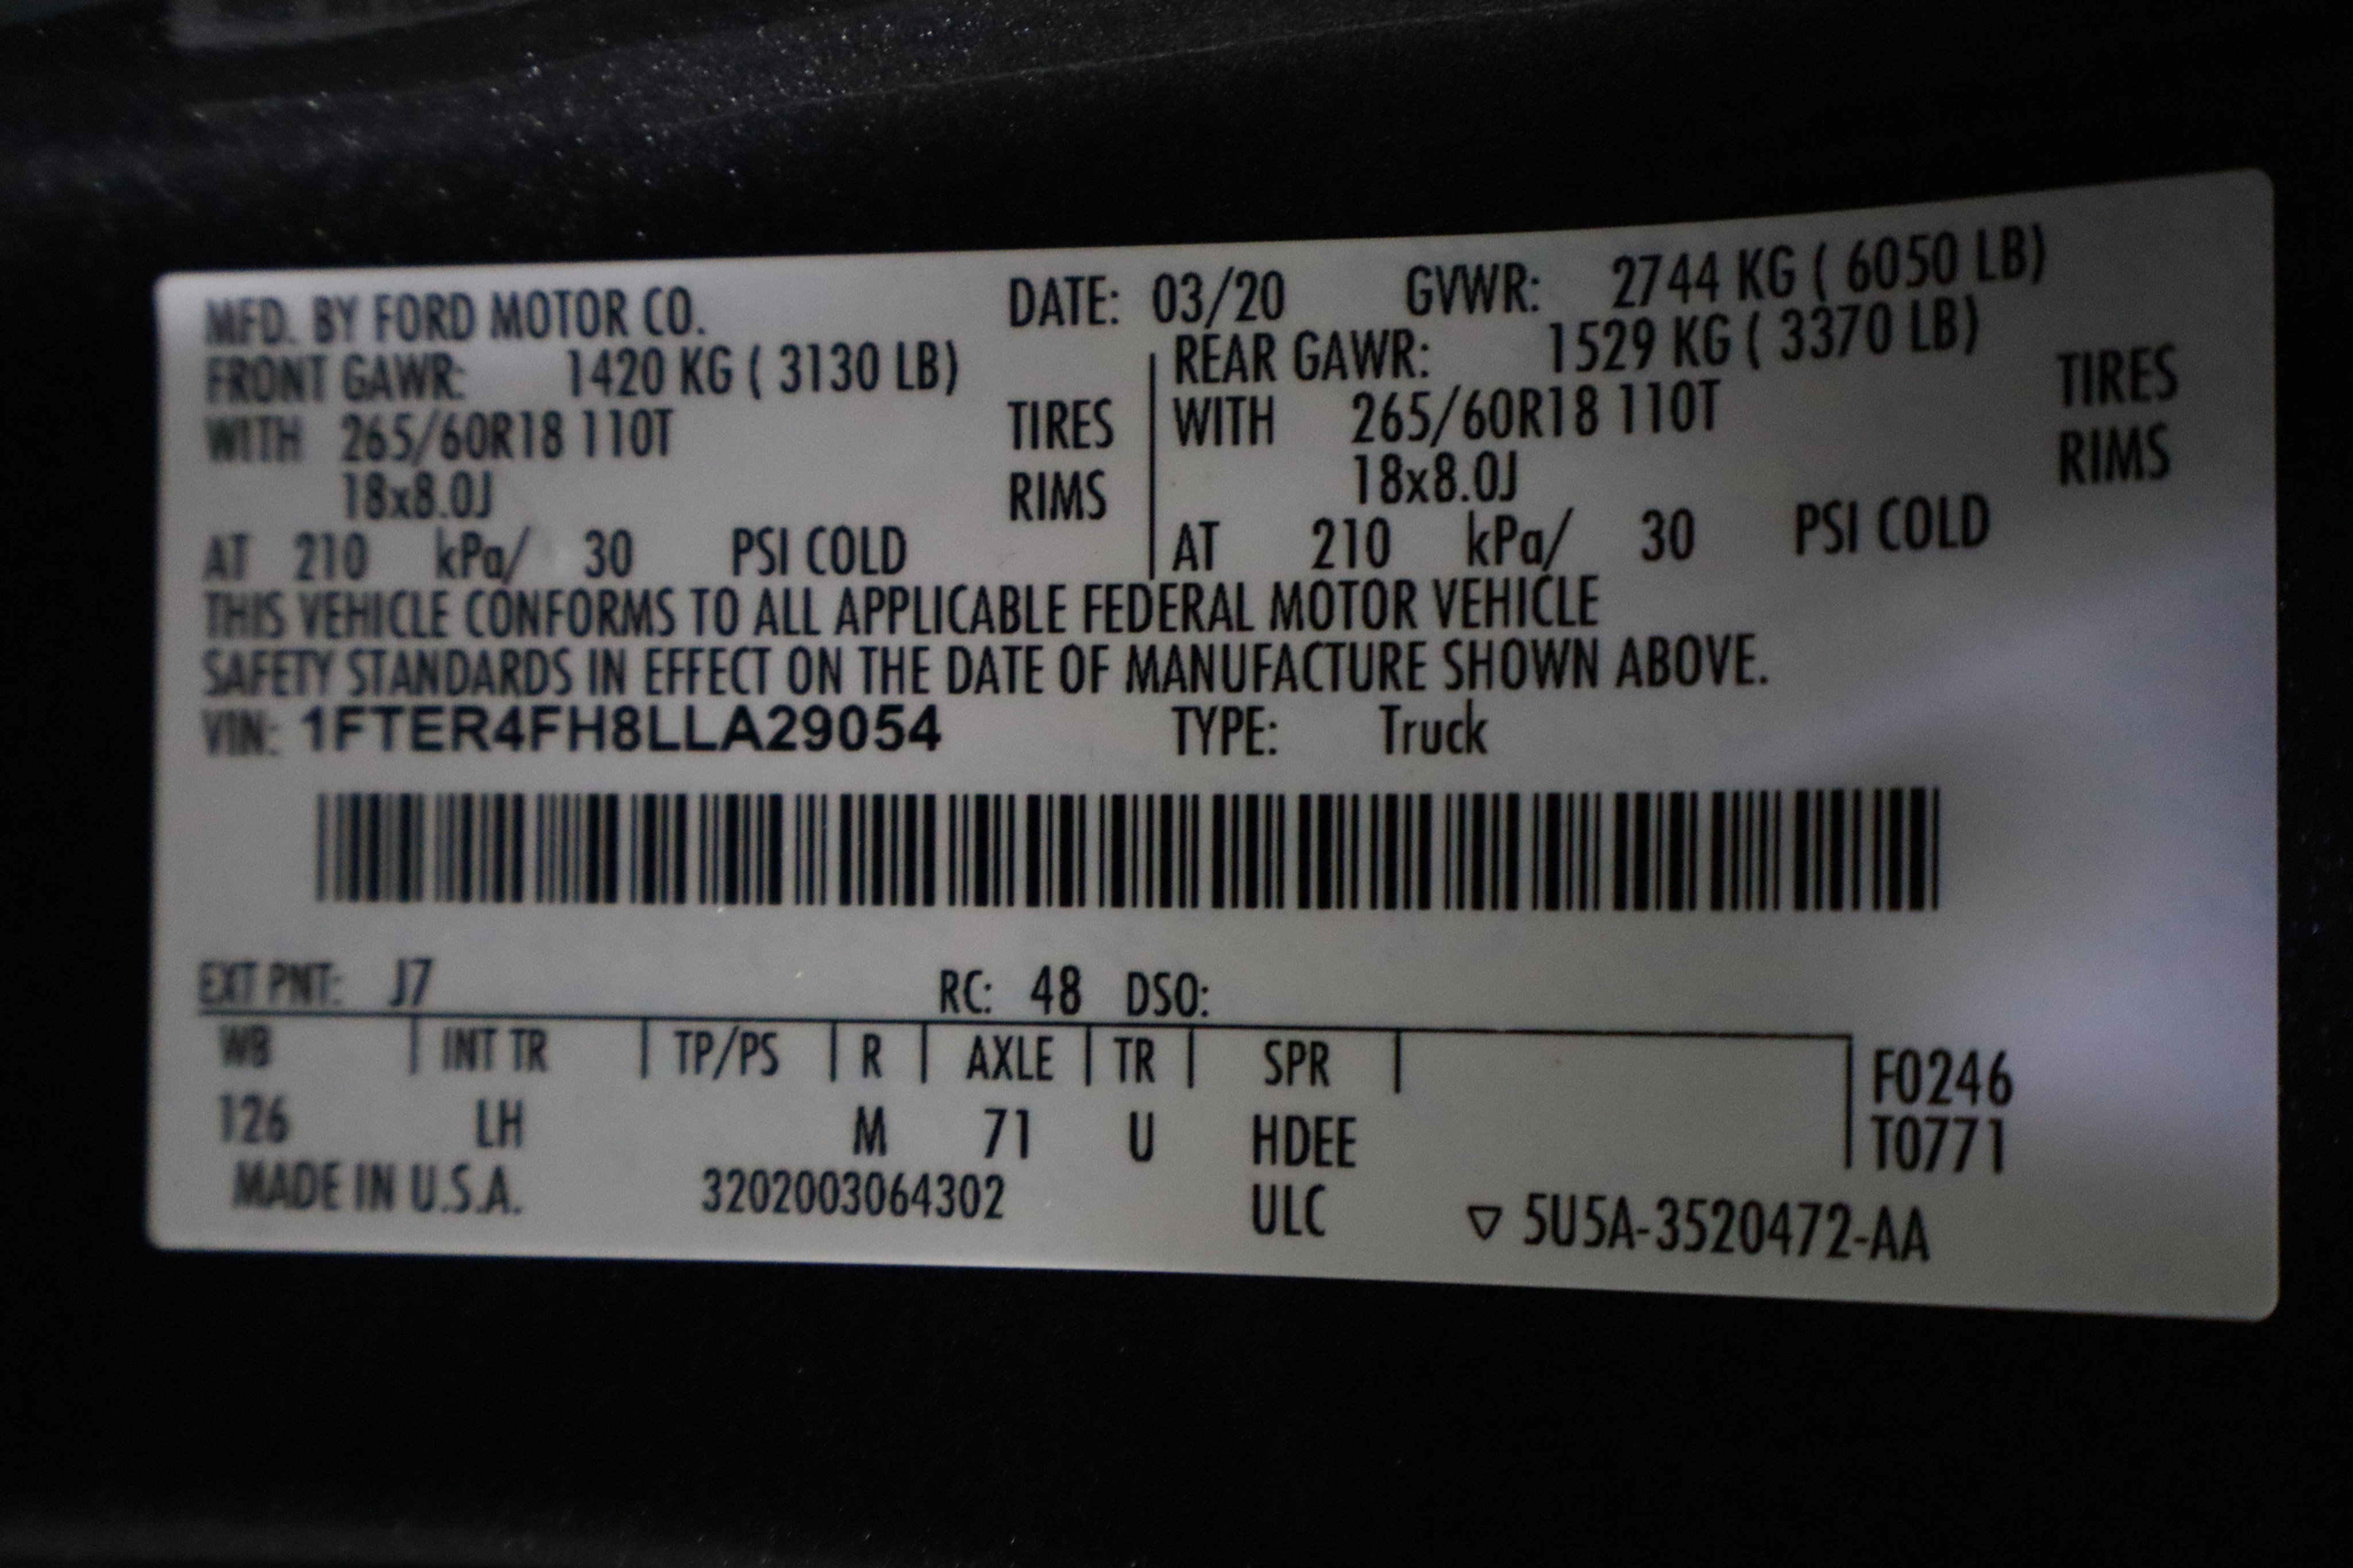 MFD. BY FORD MOTOR CO. DATE: 03/20 GVWR: 2744 KG ( 6050 LB)
FRONT GAWR: 1420 KG ( 3130 LB) REAR GAWR: 1529 KG ( 3370 LB)
WITH 265/60R18 110T TIRES WITH 265/60R18 110T TIRES
18x8.0J RIMS 18x8.0J RIMS
AT 210 kPa/ 30 PSI COLD AT 210 kPa/ 30 PSI COLD
THIS VEHICLE CONFORMS TO ALL APPLICABLE FEDERAL MOTOR VEHICLE
SAFETY STANDARDS IN EFFECT ON THE DATE OF MANUFACTURE SHOWN ABOVE.
VIN: 1FTER4FH8LLA29054 TYPE: Truck
EXT PNT: J7 RC: 48 DSO:
WB INT TR TP/PS R AXLE TR SPR F0246
126 LH M 71 U HDEE T0771
MADE IN U.S.A. 3202003064302 ULC ▽ 5U5A-3520472-AA